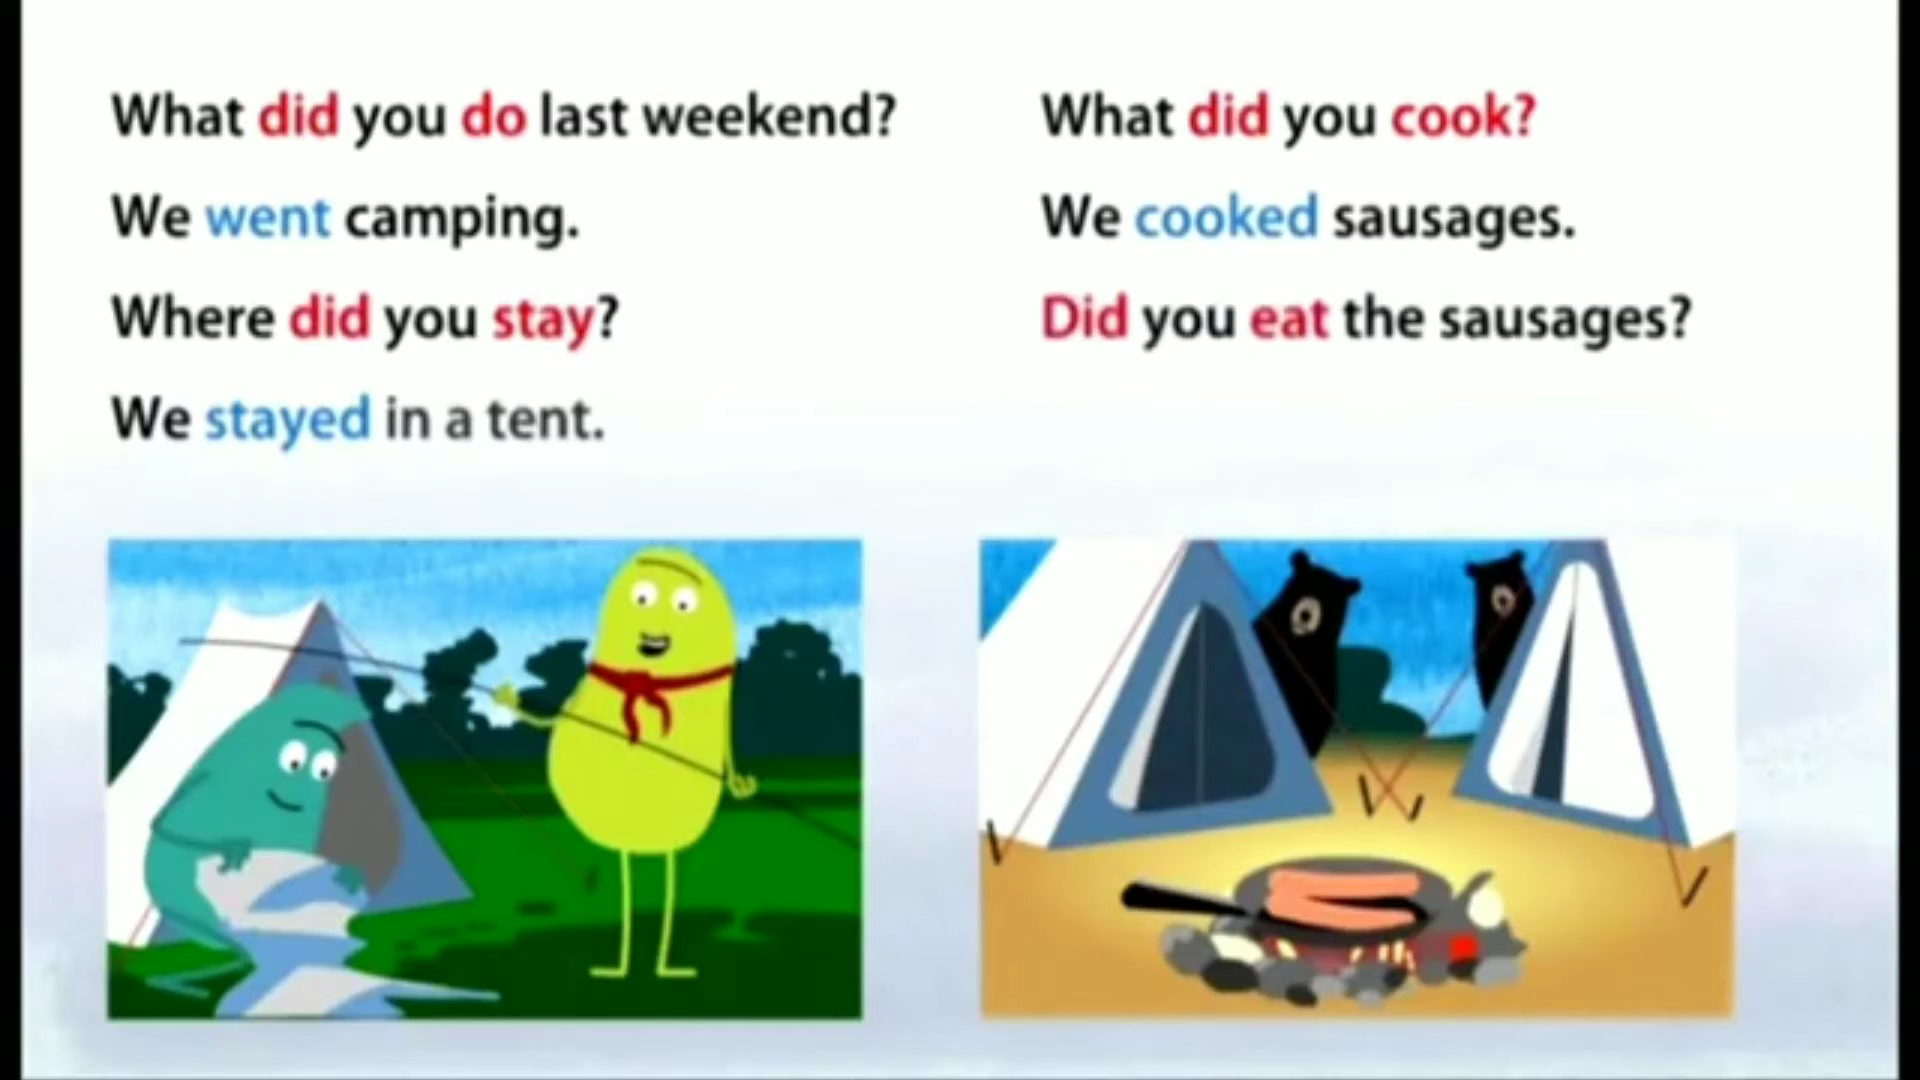 What did you do last weekend?
We went camping.
Where did you stay?
We stayed in a tent.
What did you cook?
We cooked sausages.
Did you eat the sausages?